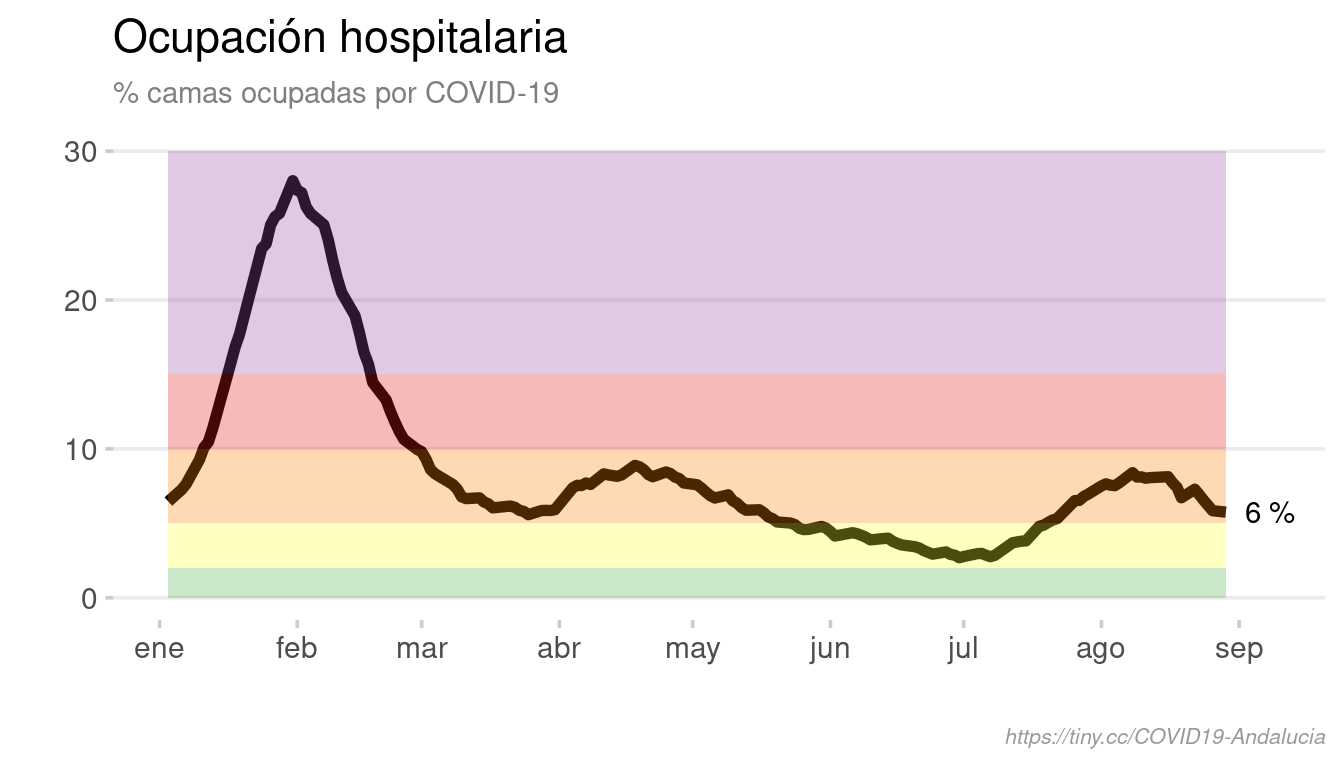 Ocupación hospitalaria
% camas ocupadas por COVID-19
30
20
10
0
6 %
ene feb mar abr may jun jul ago sep
https://tiny.cc/COVID19-Andalucia